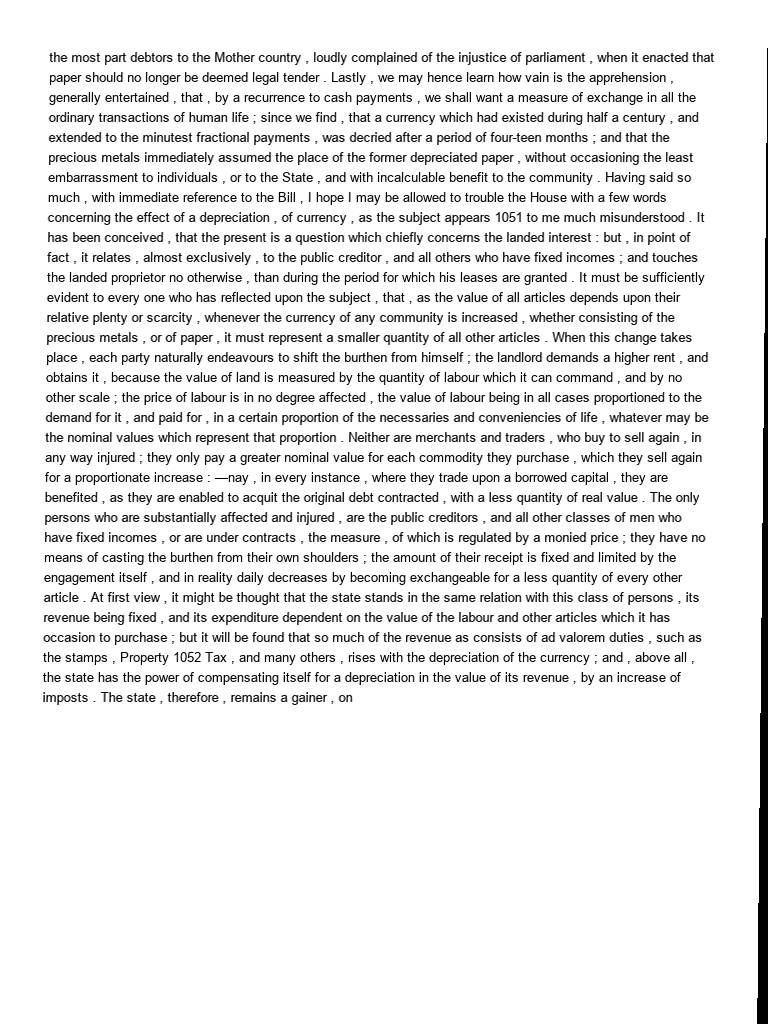 the most part debtors to the Mother country , loudly complained of the injustice of parliament , when it enacted that
paper should no longer be deemed legal tender . Lastly , we may hence learn how vain is the apprehension ,
generally entertained , that , by a recurrence to cash payments , we shall want a measure of exchange in all the
ordinary transactions of human life ; since we find , that a currency which had existed during half a century , and
extended to the minutest fractional payments , was decried after a period of four-teen months ; and that the
precious metals immediately assumed the place of the former depreciated paper , without occasioning the least
embarrassment to individuals , or to the State , and with incalculable benefit to the community . Having said so
much , with immediate reference to the Bill , I hope I may be allowed to trouble the House with a few words
concerning the effect of a depreciation , of currency , as the subject appears 1051 to me much misunderstood . It
has been conceived , that the present is a question which chiefly concerns the landed interest : but , in point of
fact , it relates , almost exclusively , to the public creditor , and all others who have fixed incomes ; and touches
the landed proprietor no otherwise , than during the period for which his leases are granted . It must be sufficiently
evident to every one who has reflected upon the subject , that , as the value of all articles depends upon their
relative plenty or scarcity , whenever the currency of any community is increased , whether consisting of the
precious metals , or of paper , it must represent a smaller quantity of all other articles . When this change takes
place , each party naturally endeavours to shift the burthen from himself ; the landlord demands a higher rent , and
obtains it , because the value of land is measured by the quantity of labour which it can command , and by no
other scale ; the price of labour is in no degree affected , the value of labour being in all cases proportioned to the
demand for it , and paid for , in a certain proportion of the necessaries and conveniencies of life , whatever may be
the nominal values which represent that proportion . Neither are merchants and traders , who buy to sell again , in
any way injured ; they only pay a greater nominal value for each commodity they purchase , which they sell again
for a proportionate increase : —nay , in every instance , where they trade upon a borrowed capital , they are
benefited , as they are enabled to acquit the original debt contracted , with a less quantity of real value . The only
persons who are substantially affected and injured , are the public creditors , and all other classes of men who
have fixed incomes , or are under contracts , the measure , of which is regulated by a monied price ; they have no
means of casting the burthen from their own shoulders ; the amount of their receipt is fixed and limited by the
engagement itself , and in reality daily decreases by becoming exchangeable for a less quantity of every other
article . At first view , it might be thought that the state stands in the same relation with this class of persons , its
revenue being fixed , and its expenditure dependent on the value of the labour and other articles which it has
occasion to purchase ; but it will be found that so much of the revenue as consists of ad valorem duties , such as
the stamps , Property 1052 Tax , and many others , rises with the depreciation of the currency ; and , above all ,
the state has the power of compensating itself for a depreciation in the value of its revenue , by an increase of
imposts . The state , therefore , remains a gainer , on